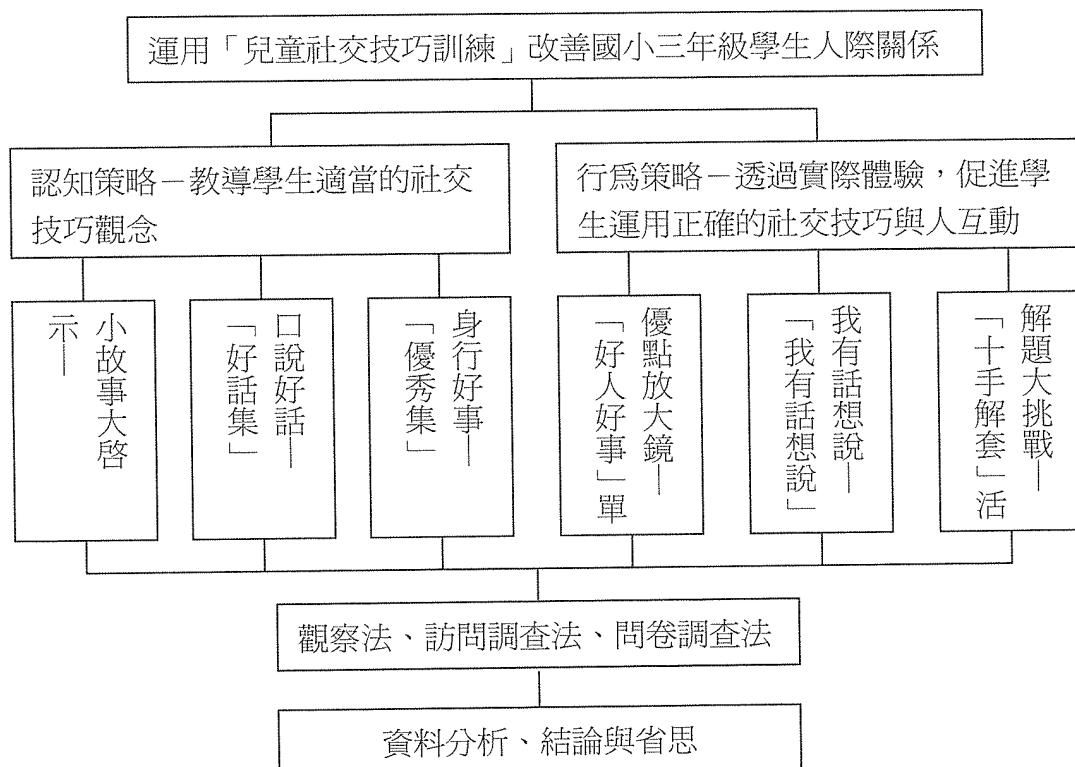 運用「兒童社交技巧訓練」改善國小三年級學生人際關係
認知策略－教導學生適當的社交
技巧觀念
行為策略－透過實際體驗，促進學
生運用正確的社交技巧與人互動
小故事大啓
示—
口說好話—
「好話集」
身行好事—
「優秀集」
優點放大鏡—
「好人好事」單
我有話想說—
「我有話想說」
解題大挑戰—
「十手解套」活
觀察法、訪問調查法、問卷調查法
資料分析、結論與省思